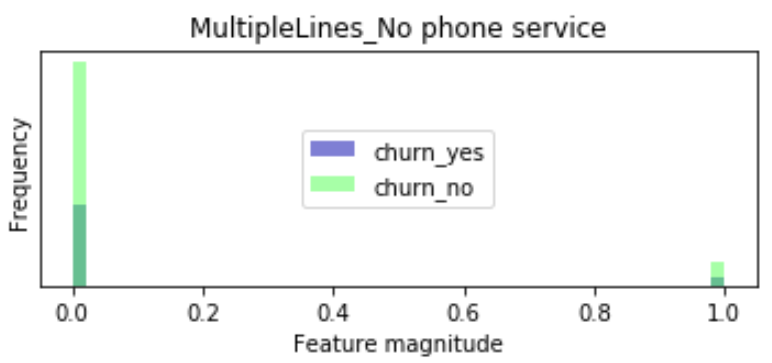 MultipleLines_No phone service
Frequency
churn_yes
churn_no
0.0 0.2 0.4 0.6 0.8 1.0
Feature magnitude